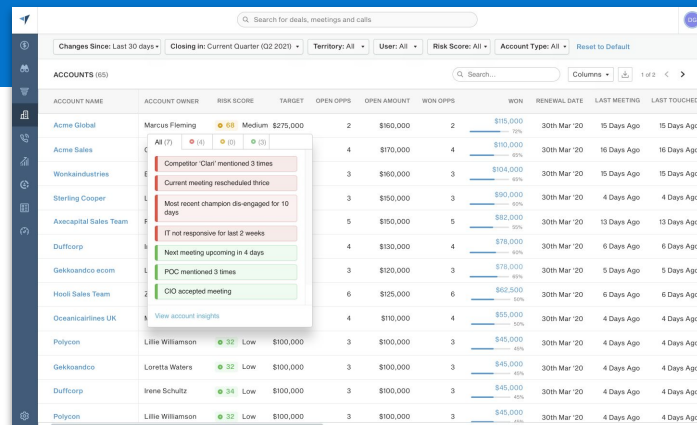 Search for deals, meetings and calls
Changes Since: Last 30 days Closing in: Current Quarter (Q2 2021) Territory: All User: All Risk Score: All Account Type: All Reset to Default
ACCOUNTS (65) Search... Columns 1 of 2
ACCOUNT NAME ACCOUNT OWNER RISK SCORE TARGET OPEN OPPS OPEN AMOUNT WON OPPS WON RENEWAL DATE LAST MEETING LAST TOUCHED
Acme Global Marcus Fleming 68 Medium $275,000 2 $160,000 2 $115,000 70% 30th Mar '20 15 Days Ago 15 Days Ago
All (7) (4) (0) (3)
Acme Sales 4 $170,000 4 $110,000 65% 30th Mar '20 15 Days Ago 15 Days Ago
Competitor 'Clari' mentioned 3 times
Wonkaindustries 3 $160,000 3 $104,000 65% 30th Mar '20 15 Days Ago 15 Days Ago
Current meeting rescheduled thrice
Sterling Cooper 3 $150,000 3 $90,000 60% 30th Mar '20 4 Days Ago 4 Days Ago
Most recent champion dis-engaged for 10
days
Axecapital Sales Team 5 $150,000 5 $82,000 50% 30th Mar '20 13 Days Ago 13 Days Ago
IT not responsive for last 2 weeks
Duffcorp 4 $130,000 4 $78,000 60% 30th Mar '20 6 Days Ago 6 Days Ago
Next meeting upcoming in 4 days
Gekkoandco ecom 3 $120,000 3 $78,000 65% 30th Mar '20 5 Days Ago 5 Days Ago
POC mentioned 3 times
Hooli Sales Team 6 $125,000 6 $62,500 50% 30th Mar '20 6 Days Ago 6 Days Ago
CIO accepted meeting
Oceanicairlines UK 4 $110,000 4 $55,000 50% 30th Mar '20 4 Days Ago 4 Days Ago
View account insights
Polycon Lillie Williamson 32 Low $100,000 3 $100,000 3 $45,000 45% 30th Mar '20 4 Days Ago 4 Days Ago
Gekkoandco Loretta Waters 32 Low $100,000 3 $100,000 3 $45,000 45% 30th Mar '20 4 Days Ago 4 Days Ago
Duffcorp Irene Schultz 34 Low $100,000 3 $100,000 3 $45,000 45% 30th Mar '20 4 Days Ago 4 Days Ago
Polycon Lillie Williamson 32 Low $100,000 3 $100,000 3 $45,000 30th Mar '20 4 Days Ago 4 Days Ago